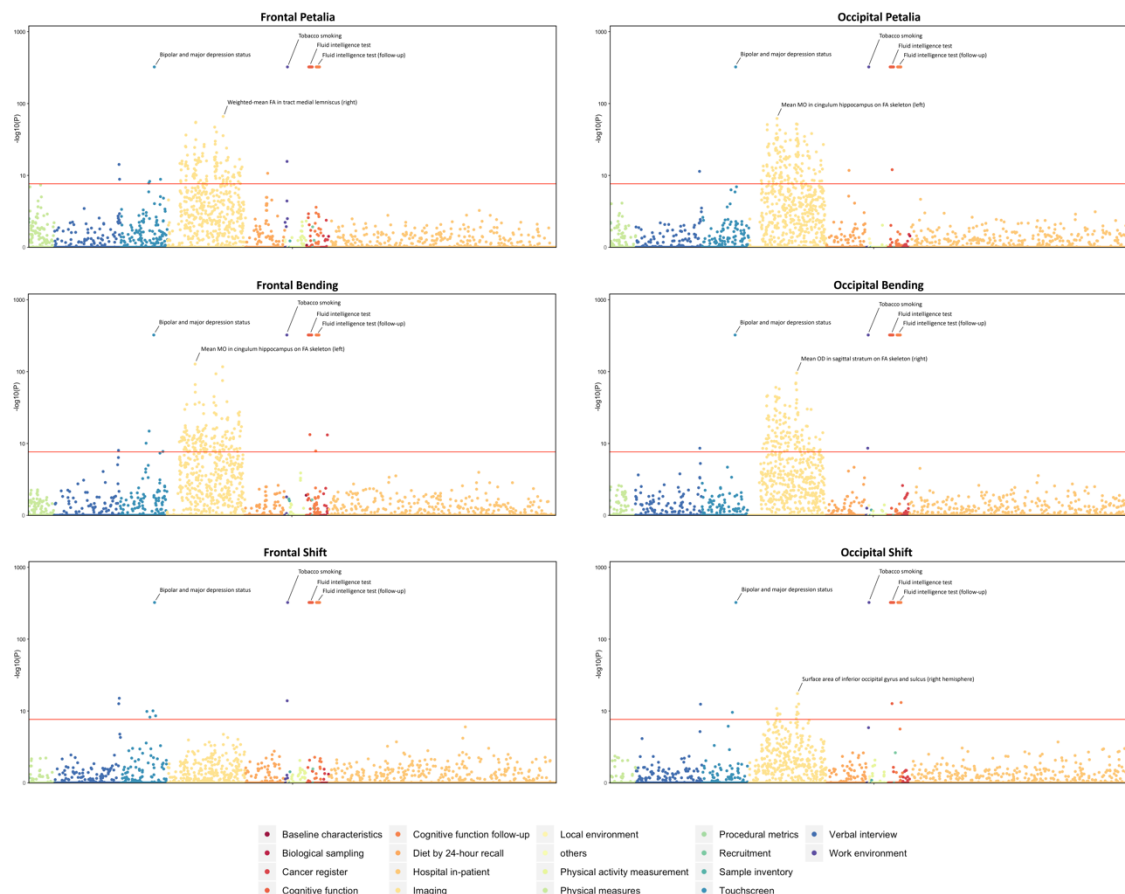 Frontal Petalia
1000
100
10
0
-log10(P)
Bipolar and major depression status
Tobacco smoking
Fluid intelligence test
Fluid intelligence test (follow-up)
Weighted-mean FA in tract medial lemniscus (right)
Occipital Petalia
1000
100
10
0
-log10(P)
Bipolar and major depression status
Tobacco smoking
Fluid intelligence test
Fluid intelligence test (follow-up)
Mean MO in cingulum hippocampus on FA skeleton (left)
Frontal Bending
1000
100
10
0
-log10(P)
Bipolar and major depression status
Tobacco smoking
Fluid intelligence test
Fluid intelligence test (follow-up)
Mean MO in cingulum hippocampus on FA skeleton (left)
Occipital Bending
1000
100
10
0
-log10(P)
Bipolar and major depression status
Tobacco smoking
Fluid intelligence test
Fluid intelligence test (follow-up)
Mean OD in sagittal stratum on FA skeleton (right)
Frontal Shift
1000
100
10
0
-log10(P)
Bipolar and major depression status
Tobacco smoking
Fluid intelligence test
Fluid intelligence test (follow-up)
Occipital Shift
1000
100
10
0
-log10(P)
Bipolar and major depression status
Tobacco smoking
Fluid intelligence test
Fluid intelligence test (follow-up)
Surface area of inferior occipital gyrus and sulcus (right hemisphere)
Baseline characteristics
Cognitive function follow-up
Local environment
Procedural metrics
Verbal interview
Biological sampling
Diet by 24-hour recall
others
Recruitment
Work environment
Cancer register
Hospital in-patient
Physical activity measurement
Sample inventory
Cognitive function
Imaging
Physical measures
Touchscreen